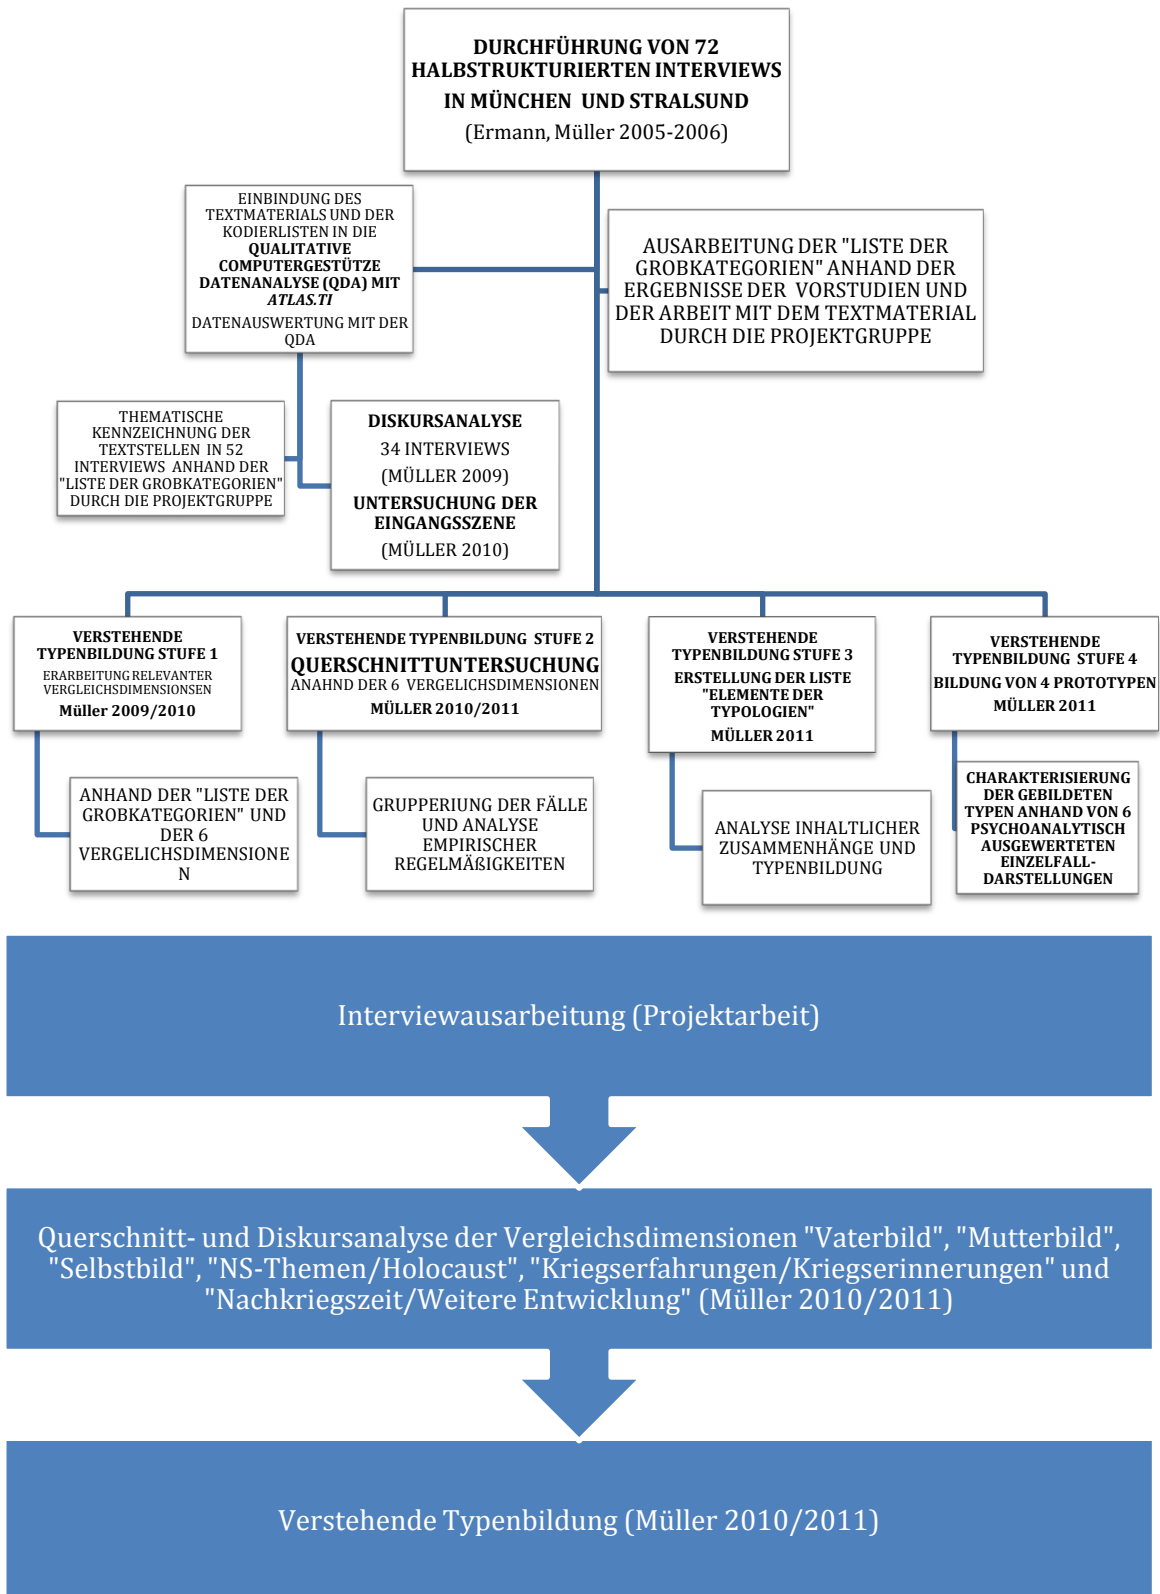 DURCHFÜHRUNG VON 72
HALBSTRUKTURIERTEN INTERVIEWS
IN MÜNCHEN UND STRALSUND
(Ermann, Müller 2005-2006)
EINBINDUNG DES
TEXTMATERIALS UND DER
KODIERLISTEN IN DIE
QUALITATIVE
COMPUTERGESTÜTZE
DATENANALYSE (QDA) MIT
ATLAS.TI
DATENAUSWERTUNG MIT DER
QDA
AUSARBEITUNG DER "LISTE DER
GROBKATEGORIEN" ANHAND DER
ERGEBNISSE DER VORSTUDIEN UND
DER ARBEIT MIT DEM TEXTMATERIAL
DURCH DIE PROJEKTGRUPPE
THEMATISCHE
KENNZEICHNUNG DER
TEXTSTELLEN IN 52
INTERVIEWS ANHAND DER
"LISTE DER GROBKATEGORIEN"
DURCH DIE PROJEKTGRUPPE
DISKURSANALYSE
34 INTERVIEWS
(MÜLLER 2009)
UNTERSUCHUNG DER
EINGANGSSZENE
(MÜLLER 2010)
VERSTEHENDE
TYPENBILDUNG STUFE 1
ERARBEITUNG RELEVANTER
VERGLEICHSDIMENSIONSEN
Müller 2009/2010
VERSTEHENDE TYPENBILDUNG STUFE 2
QUERSCHNITTUNTERSUCHUNG
ANAHND DER 6 VERGELICHSDIMENSIONEN
MÜLLER 2010/2011
VERSTEHENDE
TYPENBILDUNG STUFE 3
ERSTELLUNG DER LISTE
"ELEMENTE DER
TYPOLOGIEN"
MÜLLER 2011
VERSTEHENDE
TYPENBILDUNG STUFE 4
BILDUNG VON 4 PROTOTYPEN
MÜLLER 2011
ANHAND DER "LISTE DER
GROBKATEGORIEN" UND
DER 6
VERGELICHSDIMENSIONE
N
GRUPPERIUNG DER FÄLLE
UND ANALYSE
EMPIRISCHER
REGELMÄßIGKEITEN
ANALYSE INHALTLICHER
ZUSAMMENHÄNGE UND
TYPENBILDUNG
CHARAKTERISIERUNG
DER GEBILDETEN
TYPEN ANHAND VON 6
PSYCHOANALYTISCH
AUSGEWERTETEN
EINZELFALL-
DARSTELLUNGEN
Interviewausarbeitung (Projektarbeit)
Querschnitt- und Diskursanalyse der Vergleichsdimensionen "Vaterbild", "Mutterbild",
"Selbstbild", "NS-Themen/Holocaust", "Kriegserfahrungen/Kriegserinnerungen" und
"Nachkriegszeit/Weitere Entwicklung" (Müller 2010/2011)
Verstehende Typenbildung (Müller 2010/2011)